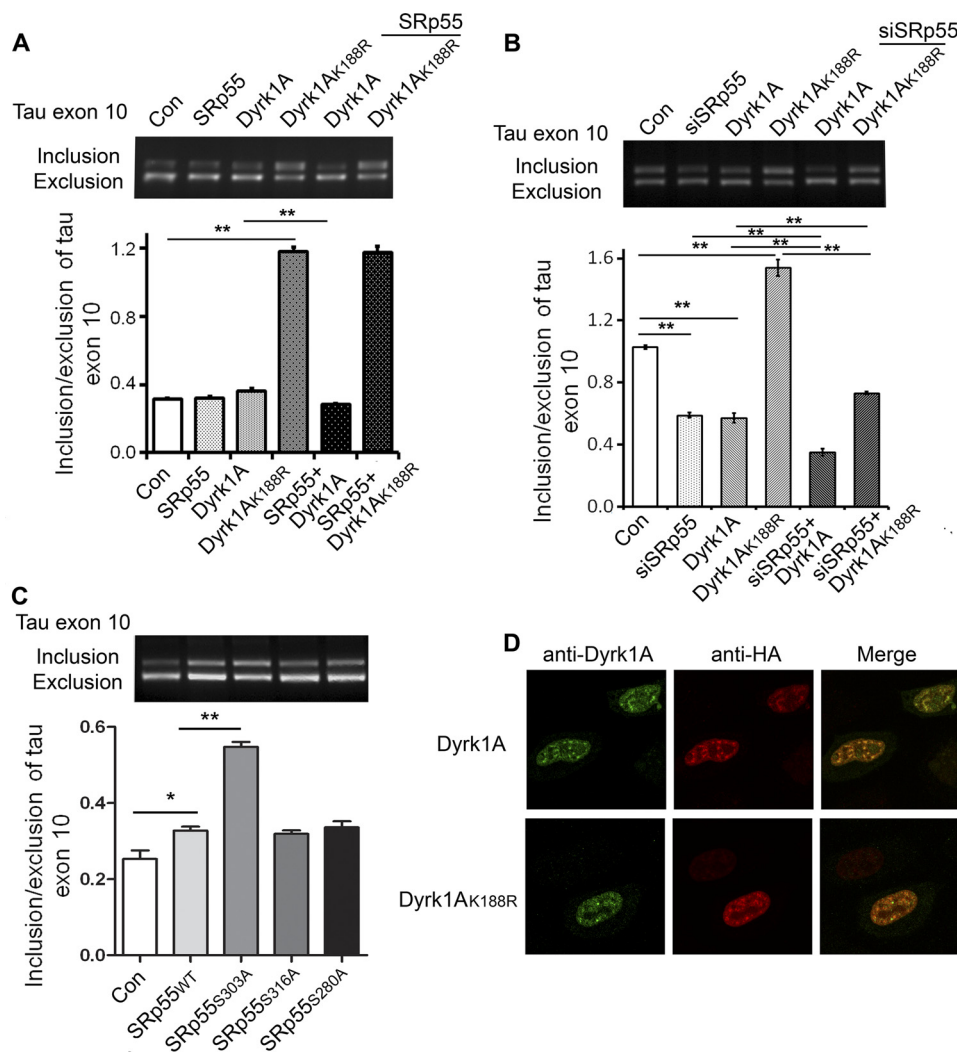 A
SRp55
Con
SRp55
Dyrk1A
Dyrk1AK188R
Dyrk1A
Dyrk1AK188R
Tau exon 10
Inclusion
Exclusion
**
**
Inclusion/exclusion of tau
exon 10
1.2
0.8
0.4
0.0
Con
SRp55
Dyrk1A
Dyrk1AK188R
SRp55+
Dyrk1A
SRp55+
Dyrk1AK188R
B
siSRp55
Con
siSRp55
Dyrk1A
Dyrk1AK188R
Dyrk1A
Dyrk1AK188R
Tau exon 10
Inclusion
Exclusion
**
**
** ** **
**
**
Inclusion/exclusion of tau
exon 10
1.6
1.2
0.8
0.4
0.0
Con
siSRp55
Dyrk1A
Dyrk1AK188R
siSRp55+
Dyrk1A
siSRp55+
Dyrk1AK188R
C
Tau exon 10
Inclusion
Exclusion
**
*
Inclusion/exclusion of tau
exon 10
0.6
0.4
0.2
0.0
Con
SRp55WT
SRp55S303A
SRp55S316A
SRp55S280A
D
anti-Dyrk1A anti-HA Merge
Dyrk1A
Dyrk1AK188R